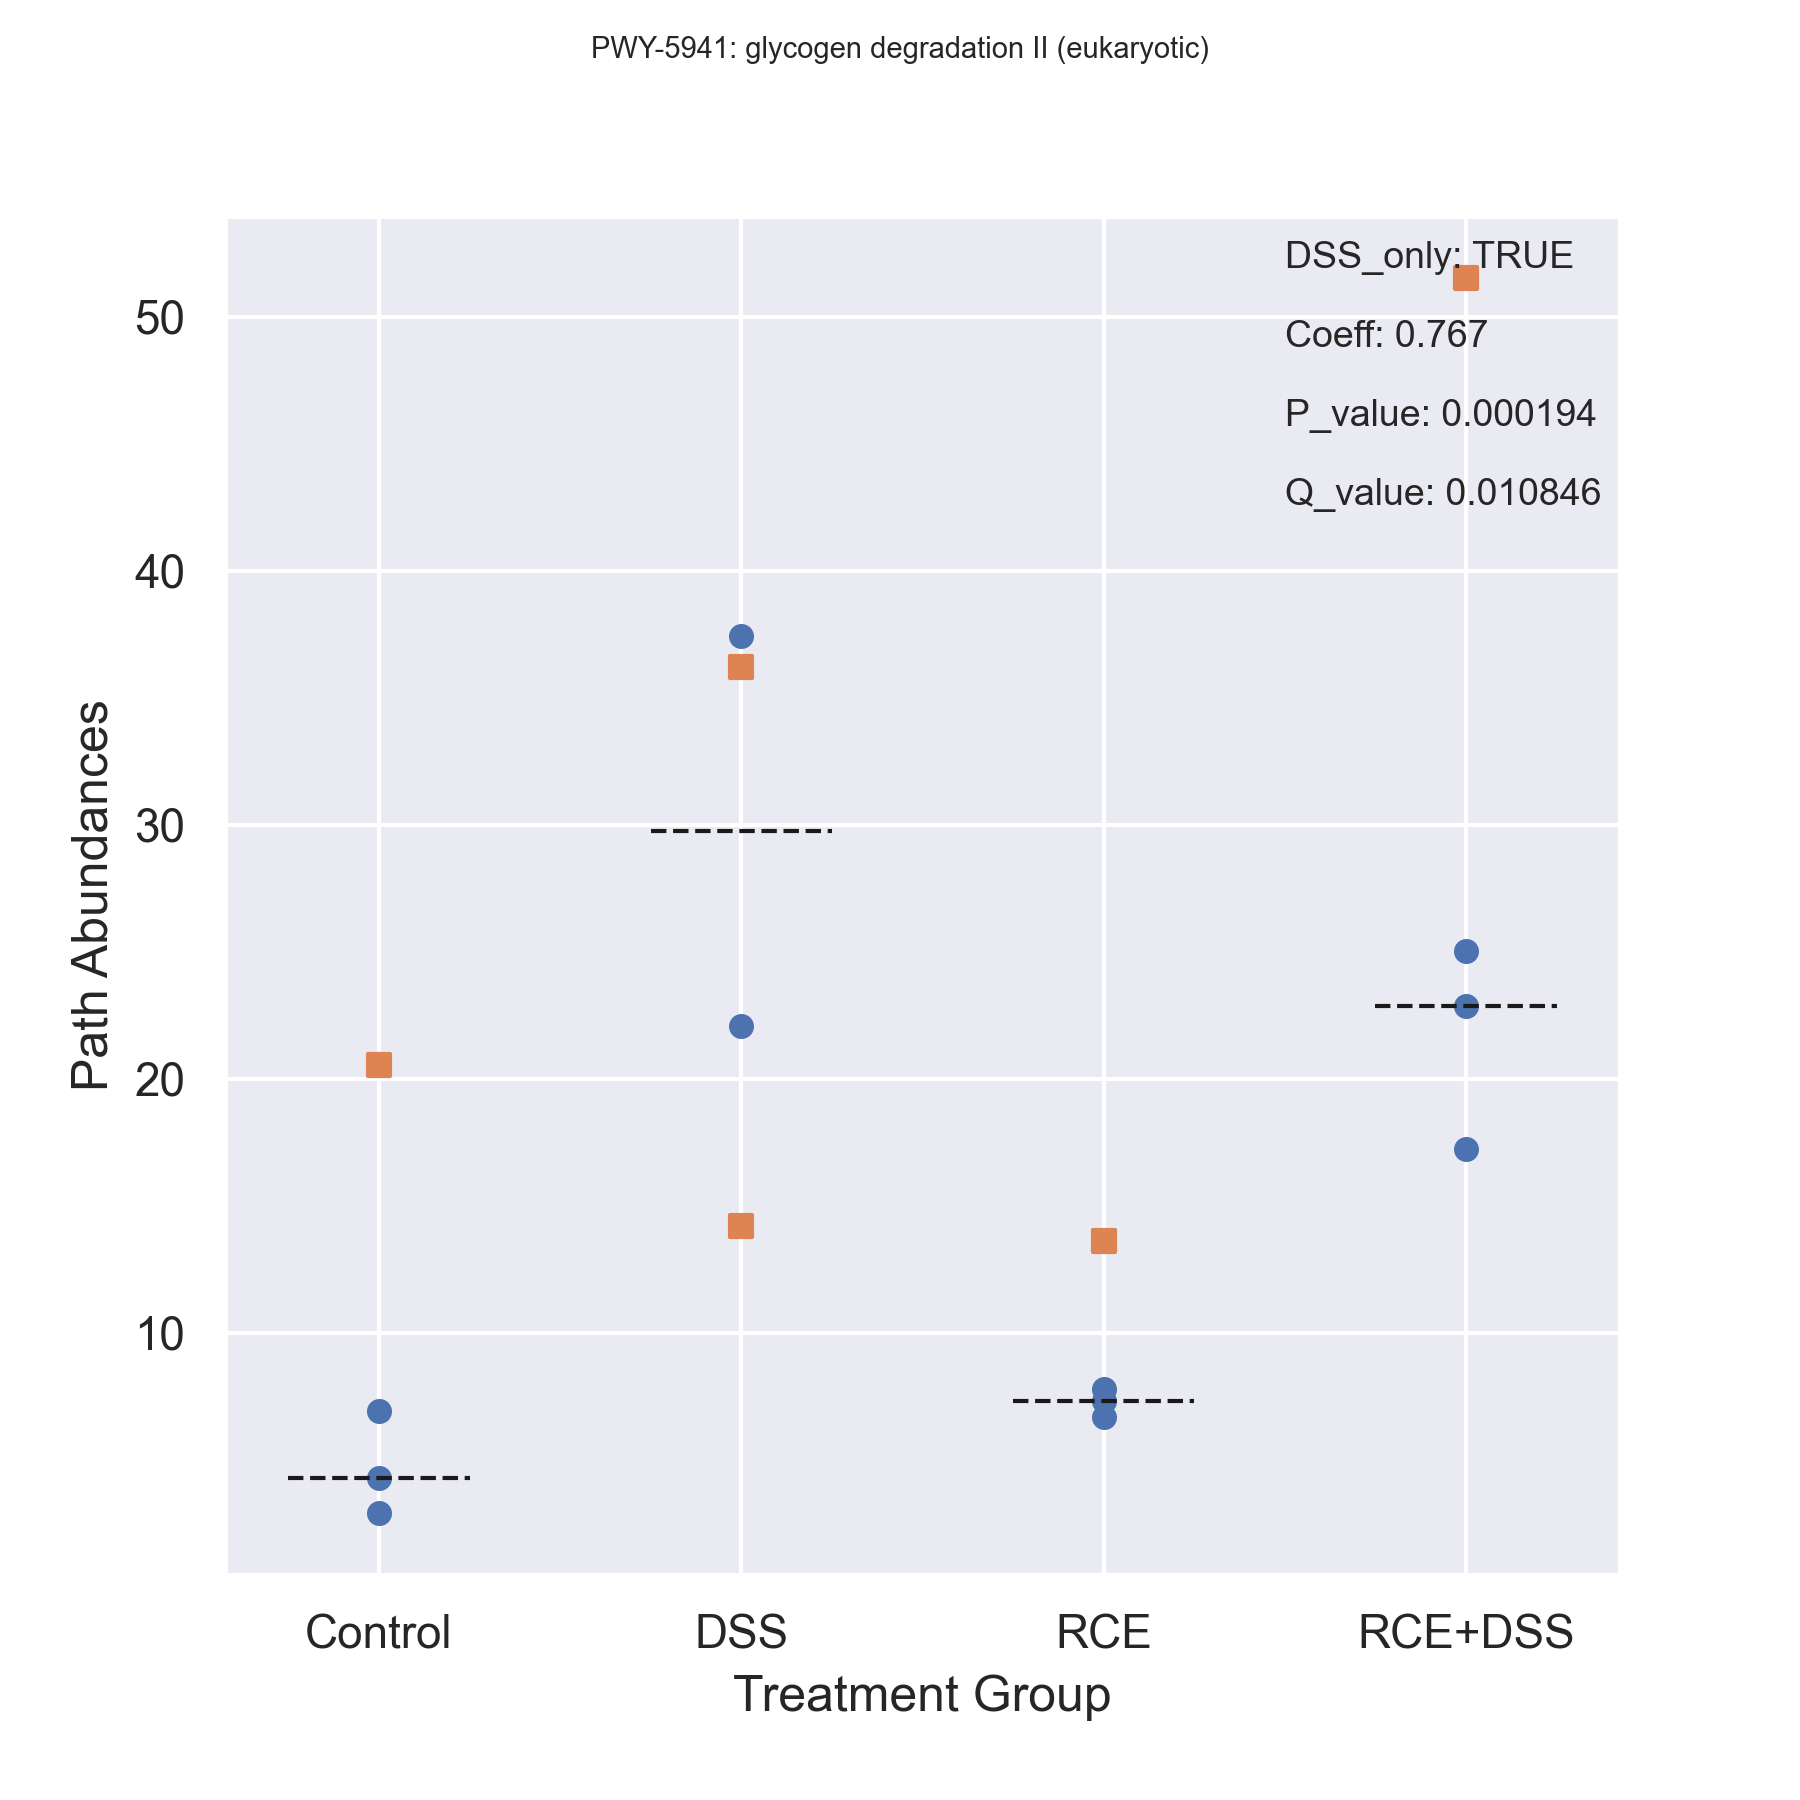 PWY-5941: glycogen degradation II (eukaryotic)
DSS_only: TRUE
Coeff: 0.767
P_value: 0.000194
Q_value: 0.010846
50
40
30
20
10
Path Abundances
Control
DSS
RCE
RCE+DSS
Treatment Group